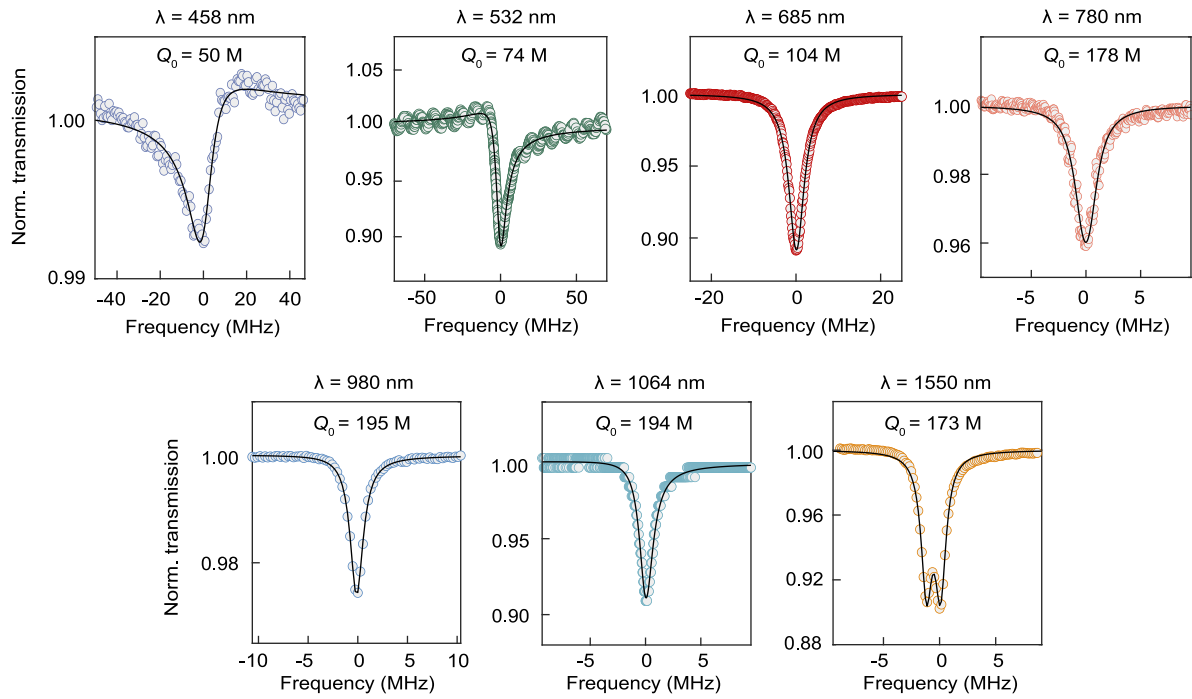 λ = 458 nm
Q₀ = 50 M
Norm. transmission
1.00
0.99
-40
-20
0
20
40
Frequency (MHz)
λ = 532 nm
Q₀ = 74 M
1.05
1.00
0.95
0.90
-50
0
50
Frequency (MHz)
λ = 685 nm
Q₀ = 104 M
1.00
0.95
0.90
-20
0
20
Frequency (MHz)
λ = 780 nm
Q₀ = 178 M
1.00
0.98
0.96
-5
0
5
Frequency (MHz)
λ = 980 nm
Q₀ = 195 M
Norm. transmission
1.00
0.98
-10
-5
0
5
10
Frequency (MHz)
λ = 1064 nm
Q₀ = 194 M
1.00
0.95
0.90
-5
0
5
Frequency (MHz)
λ = 1550 nm
Q₀ = 173 M
1.00
0.96
0.92
0.88
-5
0
5
Frequency (MHz)